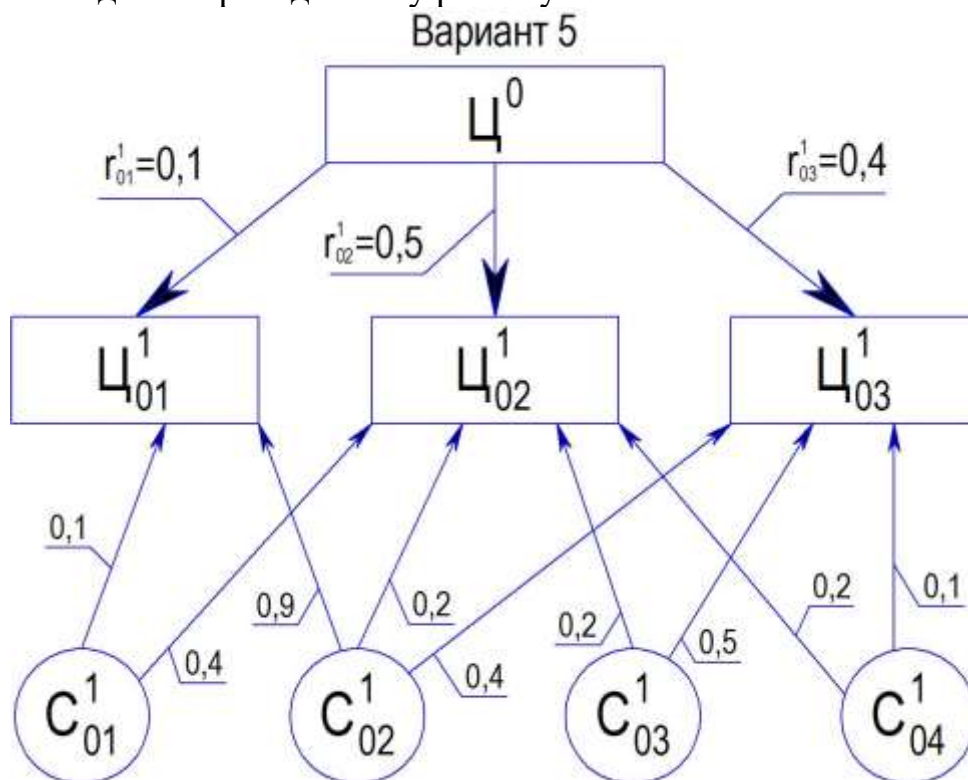 Вариант 5
Ц⁰
r¹₀₁=0,1
r¹₀₃=0,4
r¹₀₂=0,5
Ц¹₀₁
Ц¹₀₂
Ц¹₀₃
0,1
0,9
0,2
0,2
0,1
0,4
0,4
0,2
0,5
С¹₀₁
С¹₀₂
С¹₀₃
С¹₀₄